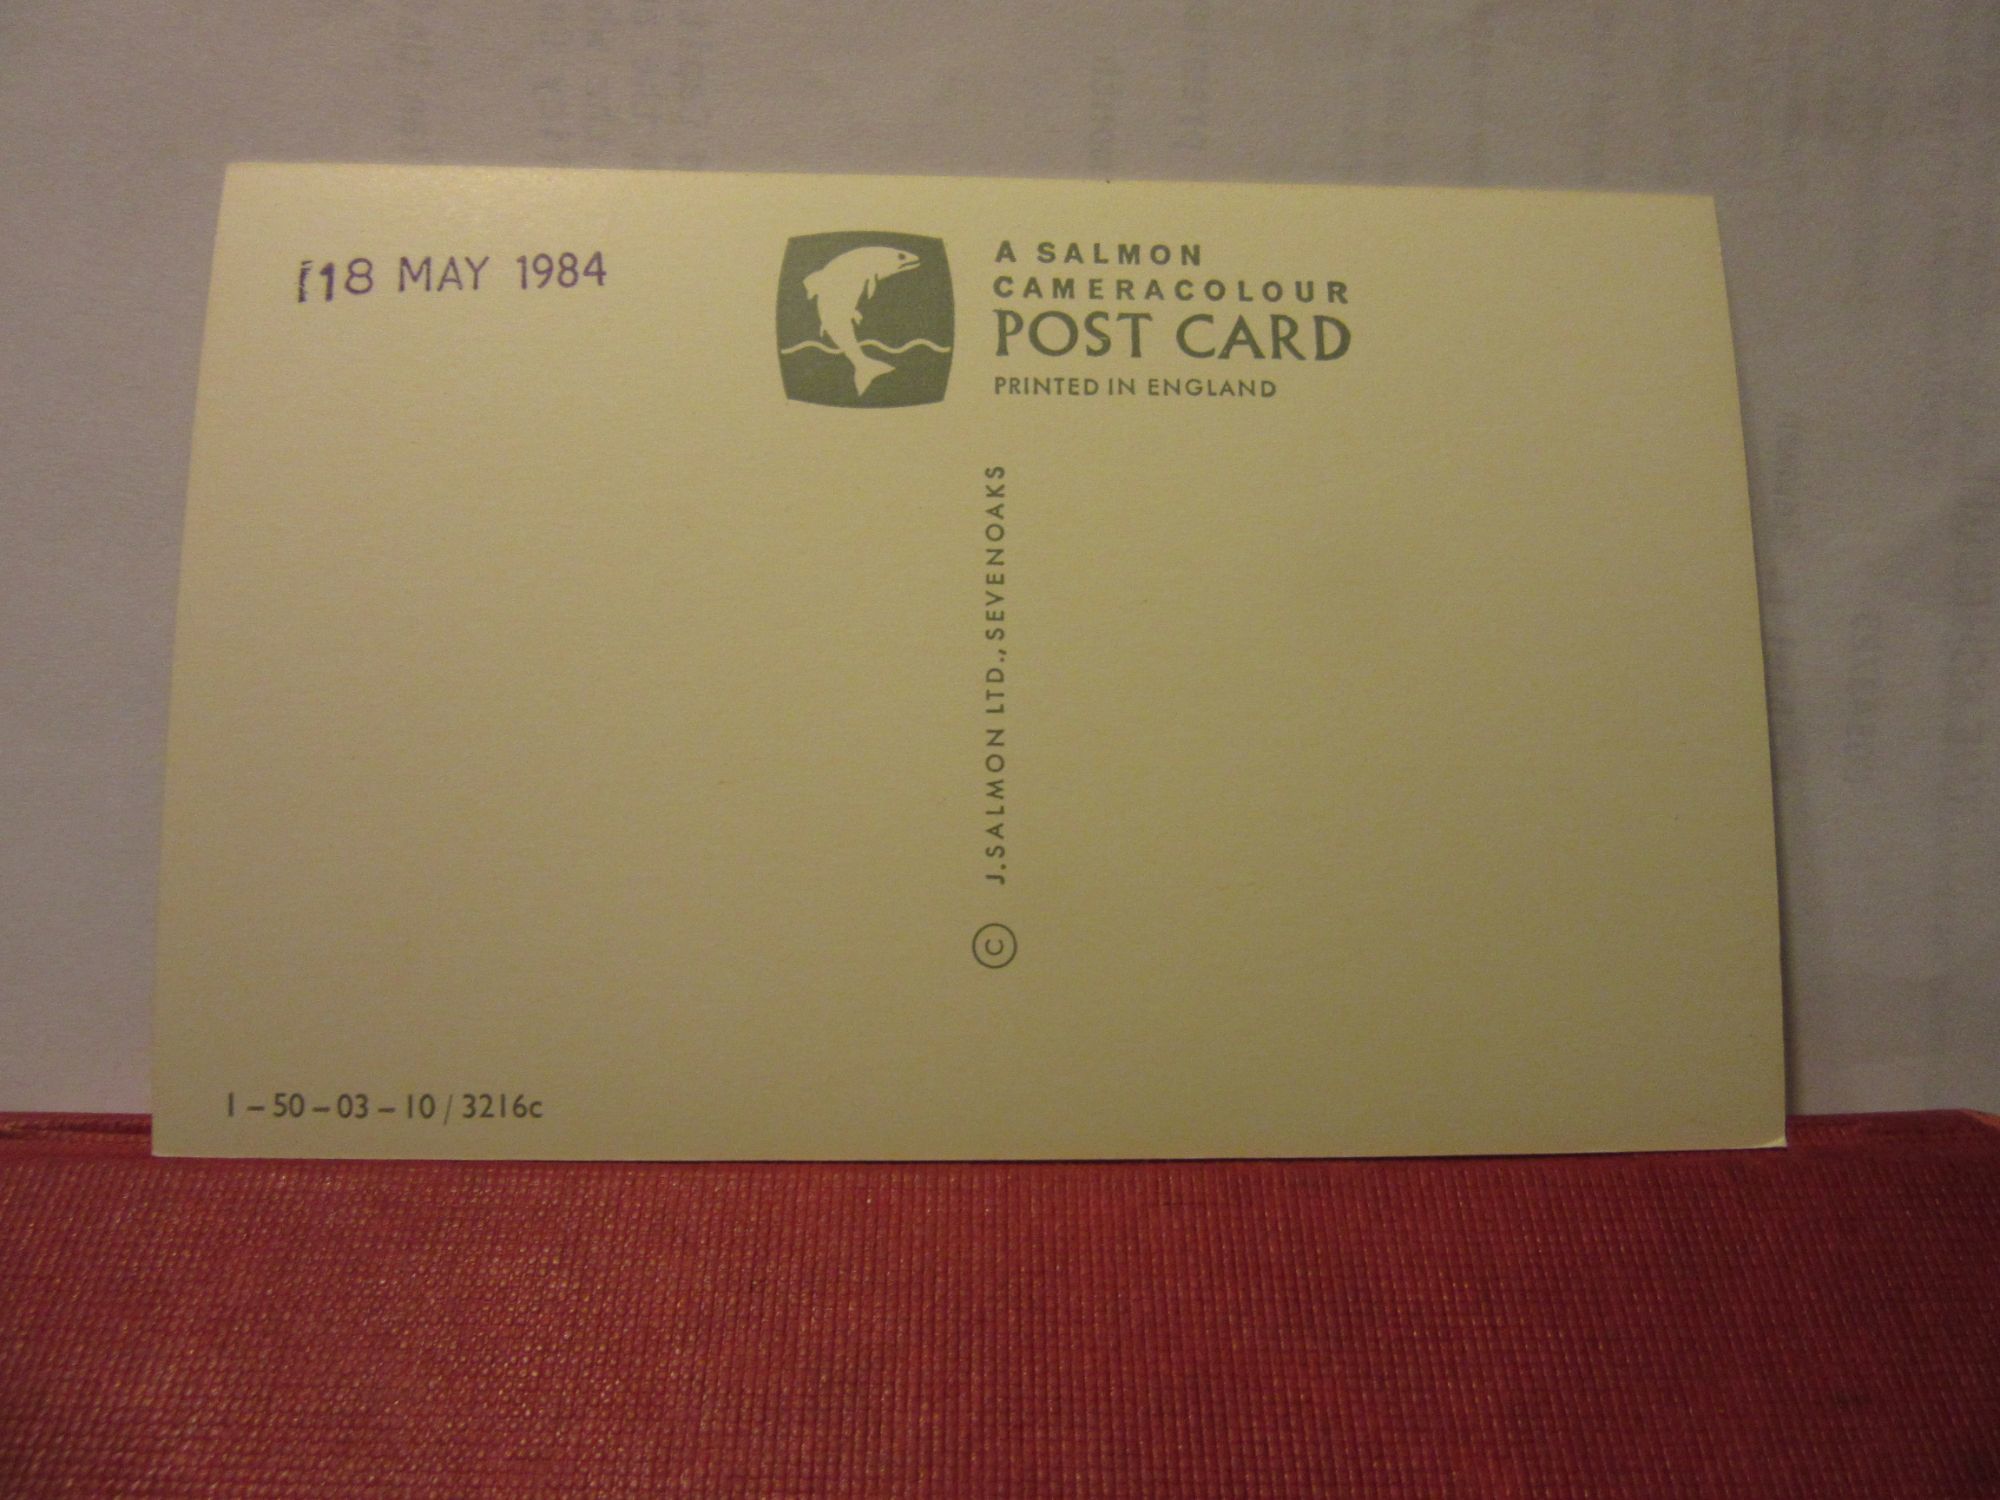 18 MAY 1984
A SALMON
CAMERACOLOUR
POST CARD
PRINTED IN ENGLAND
© J. SALMON LTD., SEVENOAKS
1-50-03-10/3216c